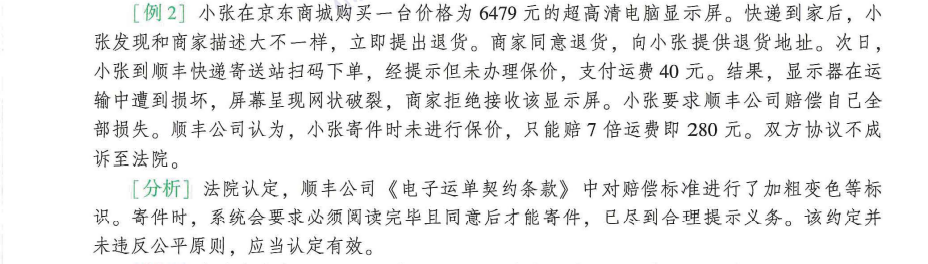 [例2] 小张在京东商城购买一台价格为 6479 元的超高清电脑显示屏。快递到家后，小
张发现和商家描述大不一样，立即提出退货。商家同意退货，向小张提供退货地址。次日，
小张到顺丰快递寄送站扫码下单，经提示但未办理保价，支付运费 40 元。结果，显示器在运
输中遭到损坏，屏幕呈现网状破裂，商家拒绝接收该显示屏。小张要求顺丰公司赔偿自己全
部损失。顺丰公司认为，小张寄件时未进行保价，只能赔 7 倍运费即 280 元。双方协议不成
诉至法院。
[分析] 法院认定，顺丰公司《电子运单契约条款》中对赔偿标准进行了加粗变色等标
识。寄件时，系统会要求必须阅读完毕且同意后才能寄件，已尽到合理提示义务。该约定并
未违反公平原则，应当认定有效。